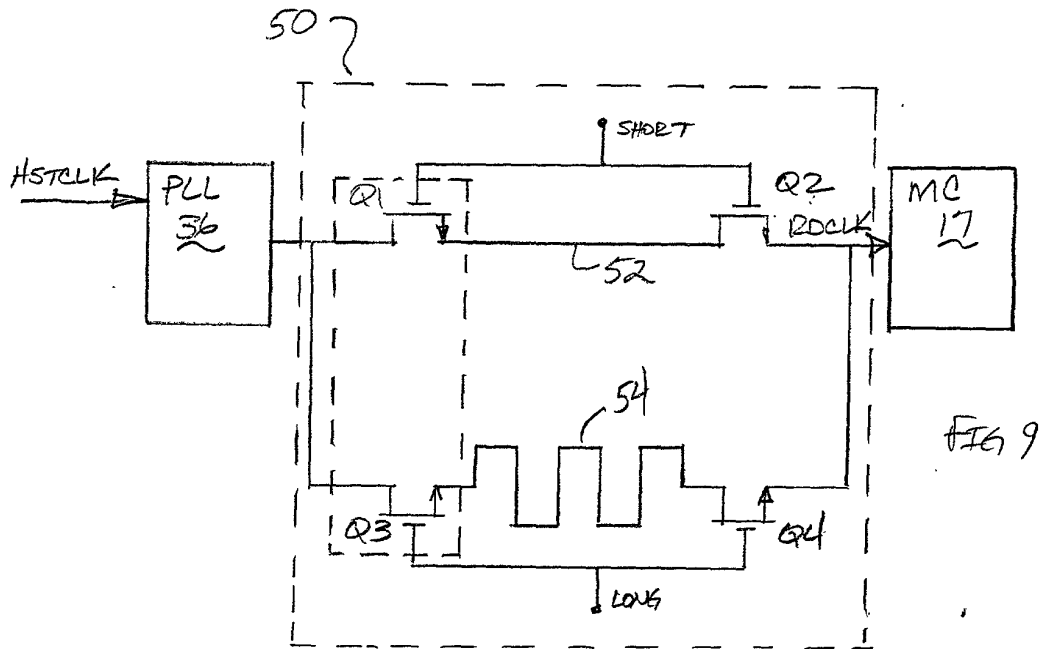 50
SHORT
HSTCLK
PLL
36
Q1
Q2
RDCLK
MC
17
52
54
FIG 9
Q3
Q4
LONG